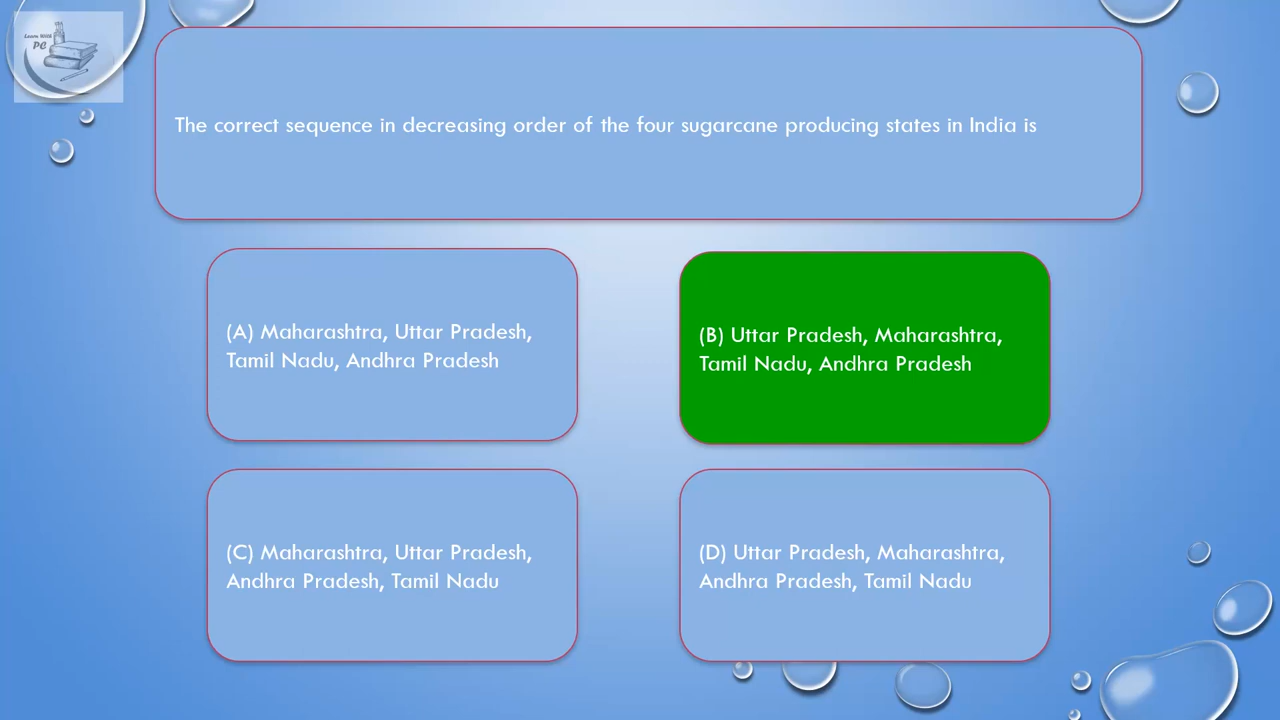 Learn With
PC
The correct sequence in decreasing order of the four sugarcane producing states in India is
(A) Maharashtra, Uttar Pradesh,
Tamil Nadu, Andhra Pradesh
(B) Uttar Pradesh, Maharashtra,
Tamil Nadu, Andhra Pradesh
(C) Maharashtra, Uttar Pradesh,
Andhra Pradesh, Tamil Nadu
(D) Uttar Pradesh, Maharashtra,
Andhra Pradesh, Tamil Nadu